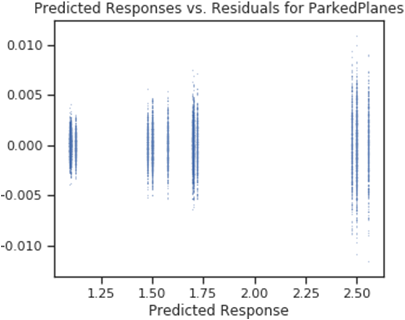 Predicted Responses vs. Residuals for ParkedPlanes
0.010
0.005
0.000
-0.005
-0.010
1.25 1.50 1.75 2.00 2.25 2.50
Predicted Response